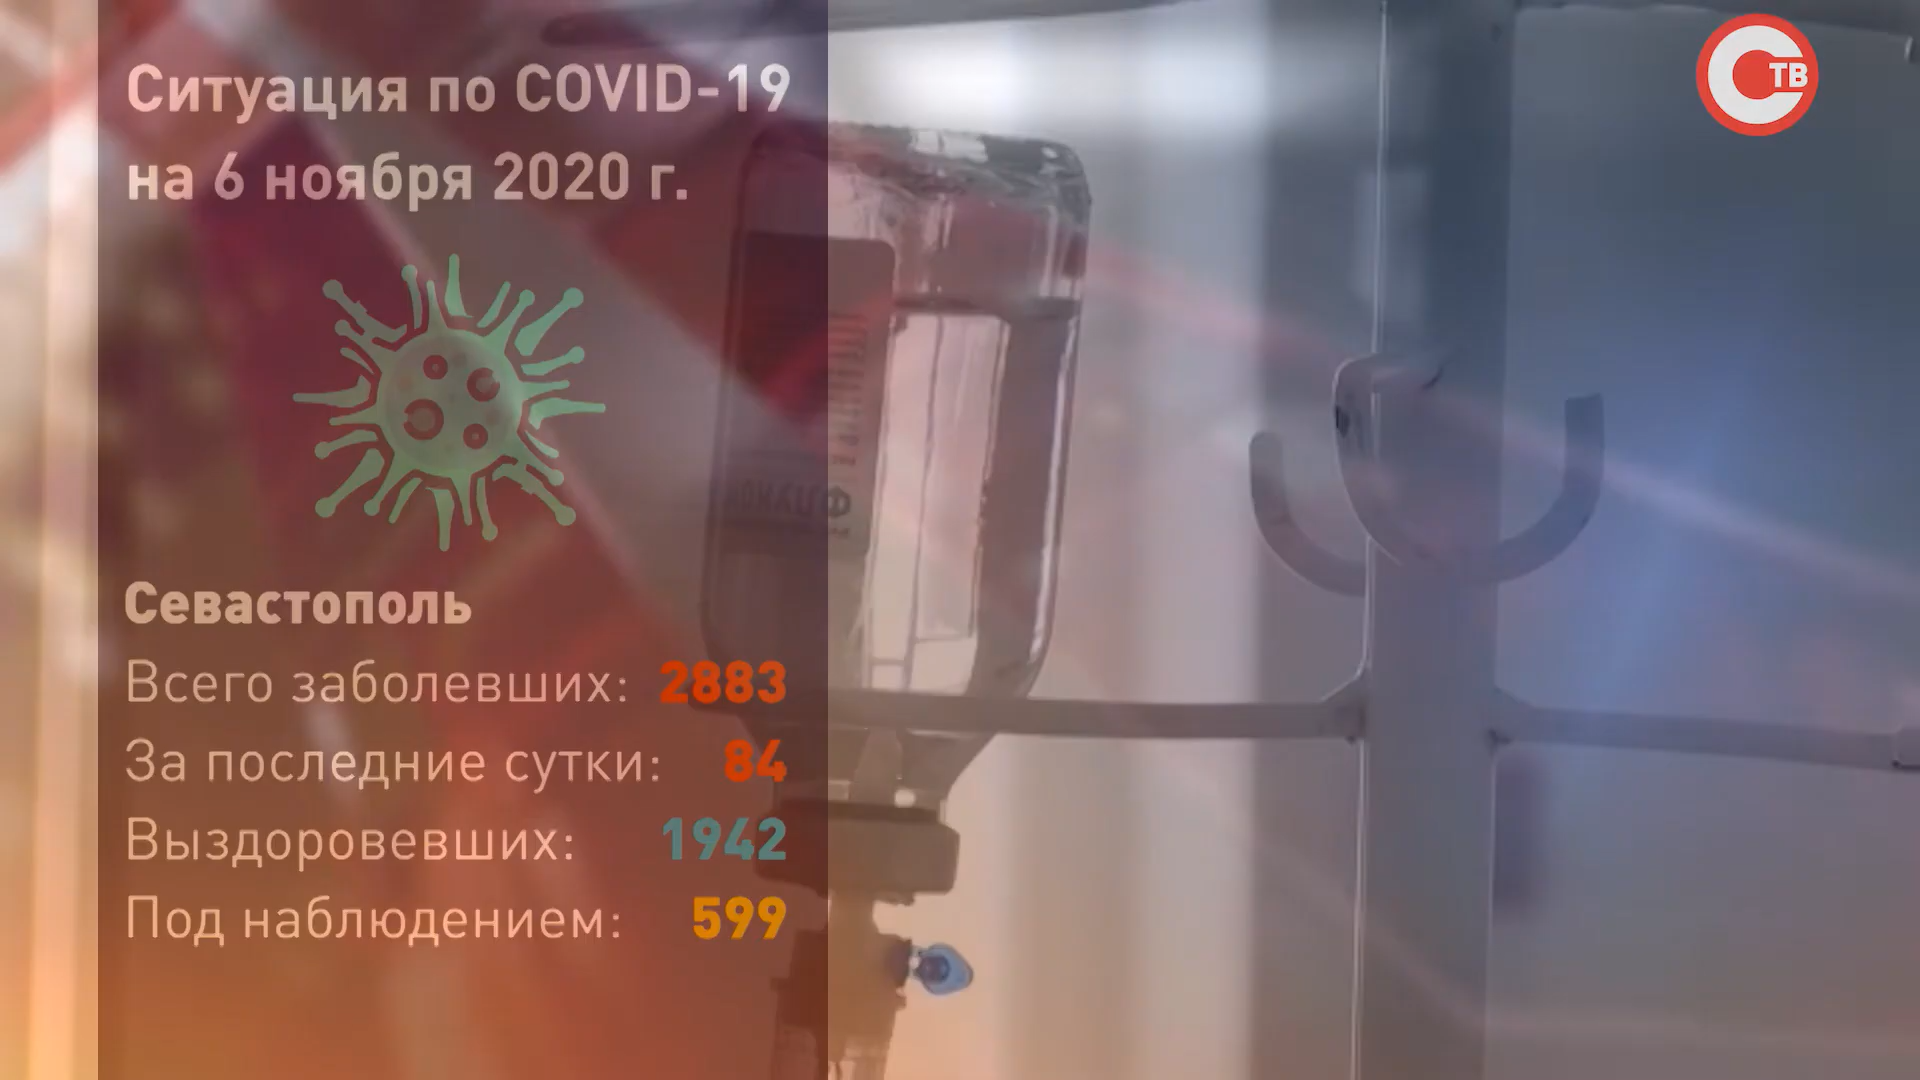 Ситуация по COVID-19
на 6 ноября 2020 г.
Севастополь
Всего заболевших: 2883
За последние сутки: 84
Выздоровевших: 1942
Под наблюдением: 599
СТВ